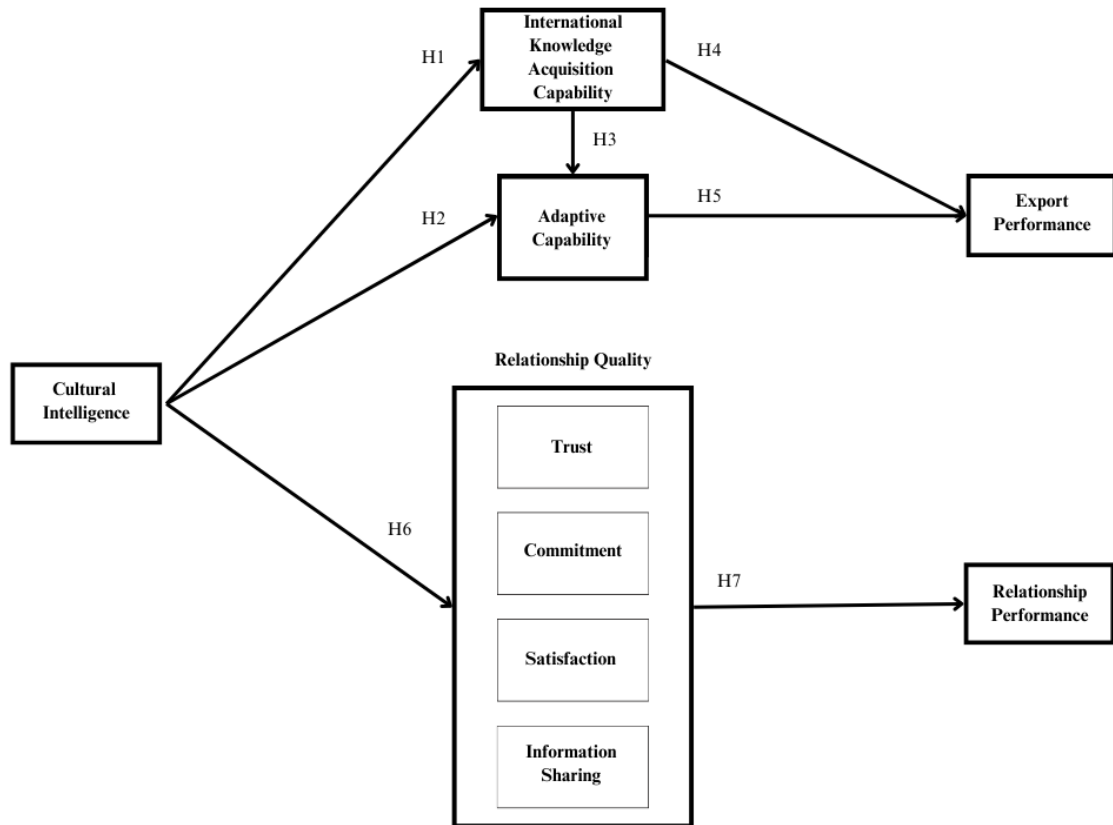 International
Knowledge
Acquisition
Capability
H1
H4
H3
Adaptive
Capability
H2
H5
Export
Performance
Cultural
Intelligence
Relationship Quality
Trust
Commitment
Satisfaction
Information
Sharing
H6
H7
Relationship
Performance